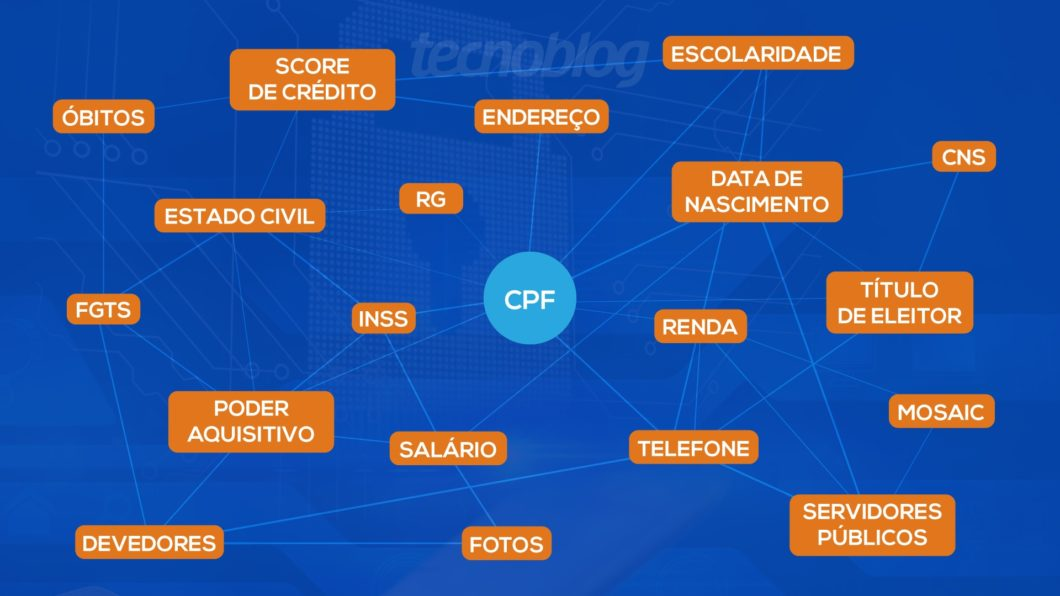 tecnoblog
ESCOLARIDADE
SCORE
DE CRÉDITO
ÓBITOS
ENDEREÇO
CNS
DATA DE
NASCIMENTO
RG
ESTADO CIVIL
CPF
TÍTULO
DE ELEITOR
FGTS
INSS
RENDA
MOSAIC
PODER
AQUISITIVO
SALÁRIO
TELEFONE
SERVIDORES
PÚBLICOS
DEVEDORES
FOTOS